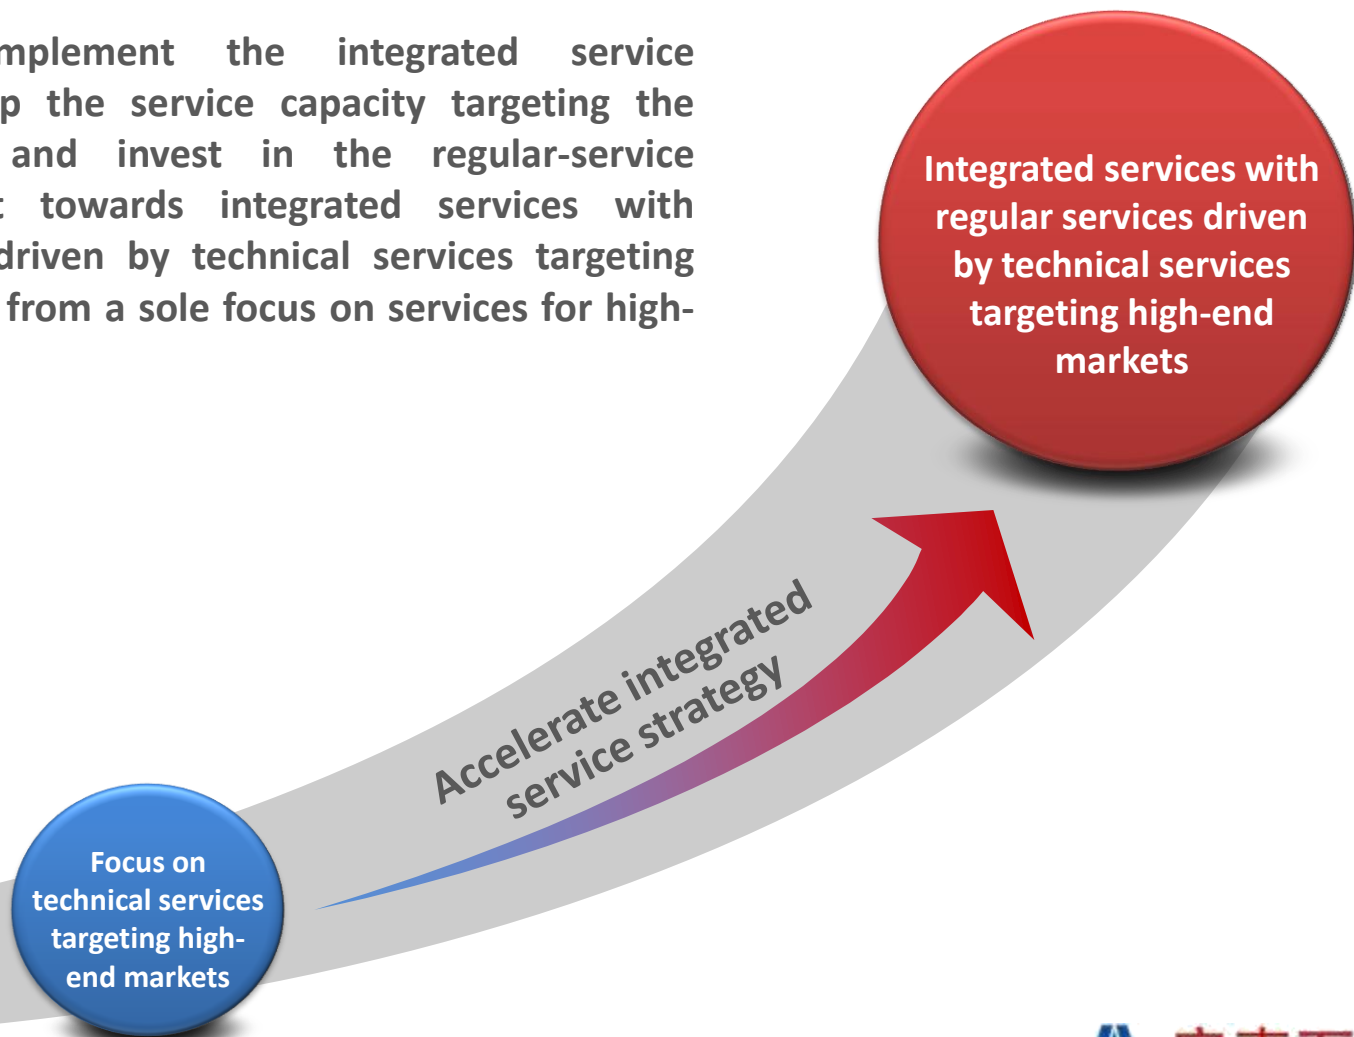 the integrated service
the service capacity targeting the
and invest in the regular-service
towards integrated services with
driven by technical services targeting
from a sole focus on services for high-
Integrated services with
regular services driven
by technical services
targeting high-end
markets
Accelerate integrated
service strategy
Focus on
technical services
targeting high-
end markets